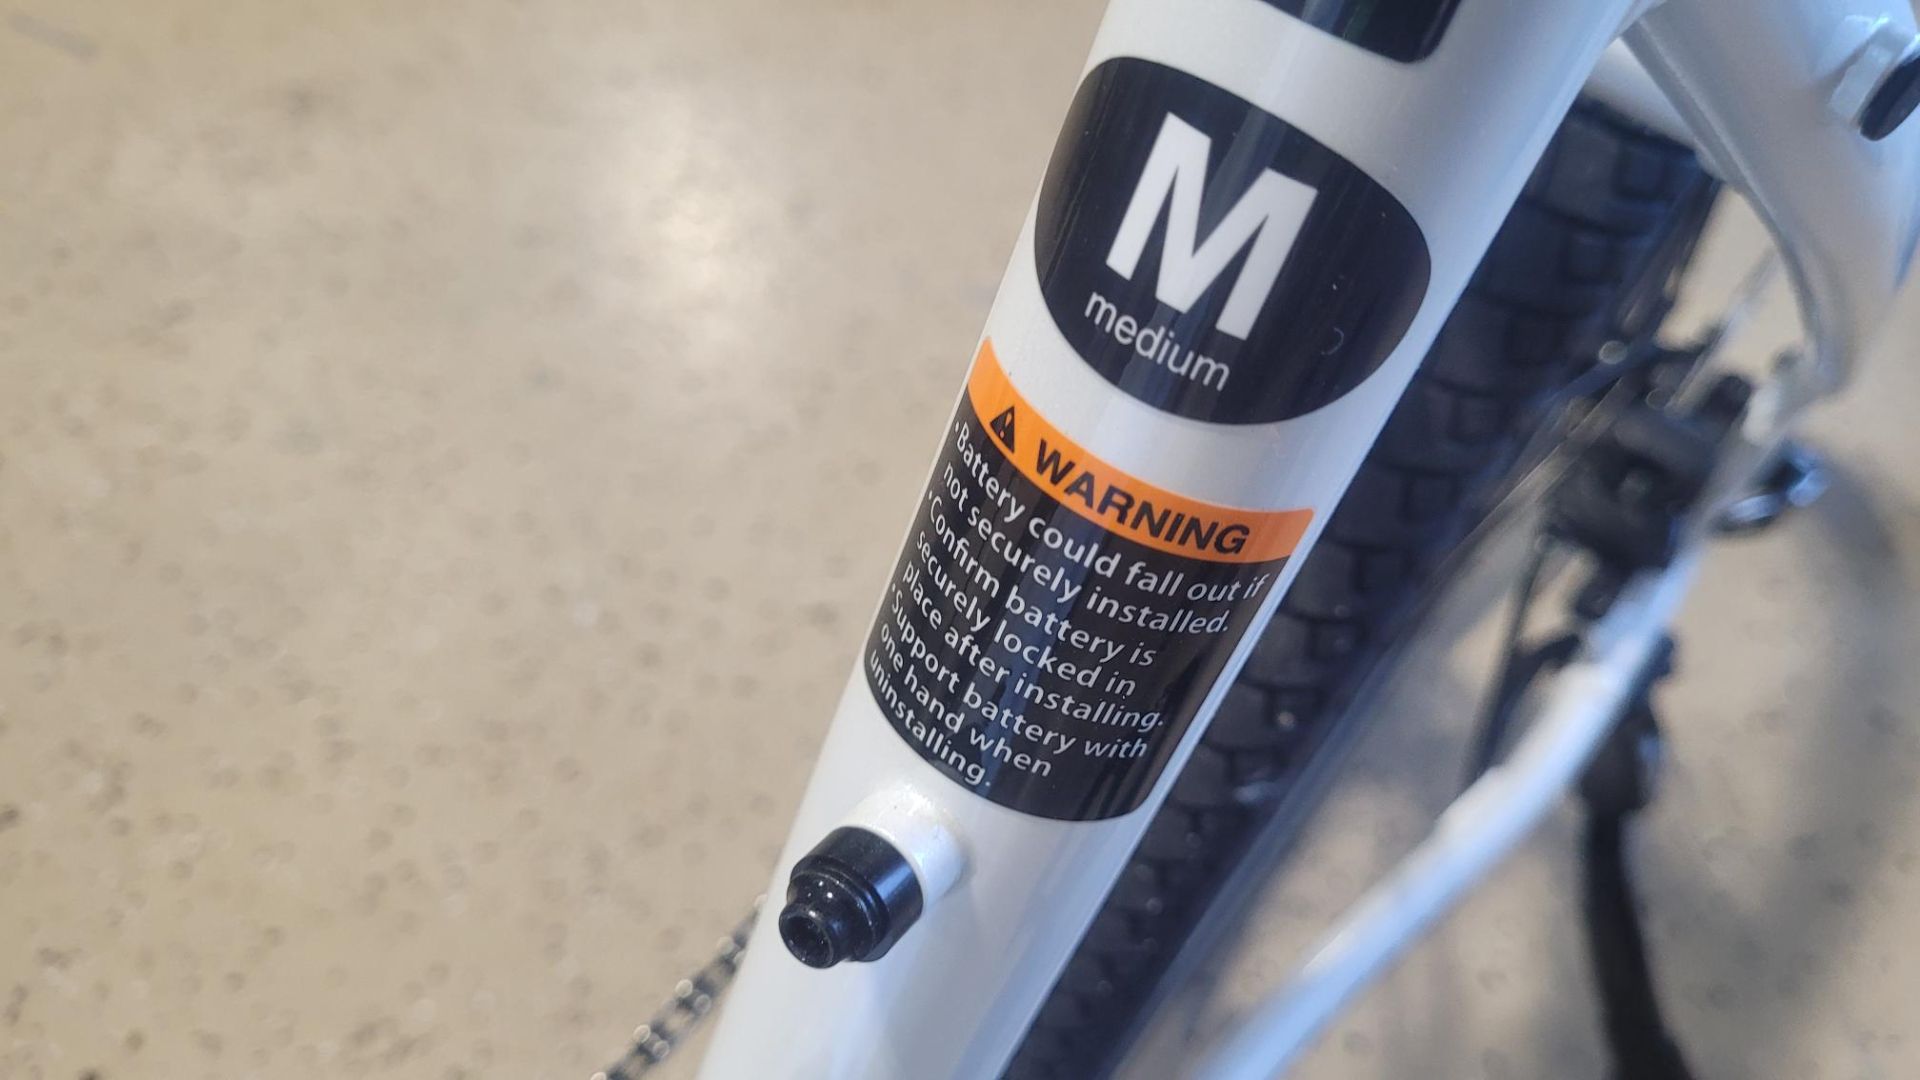 M
medium
WARNING
•Battery could fall out if
not securely installed.
•Confirm battery is
securely locked in
place after installing.
•Support battery with
one hand when
uninstalling.